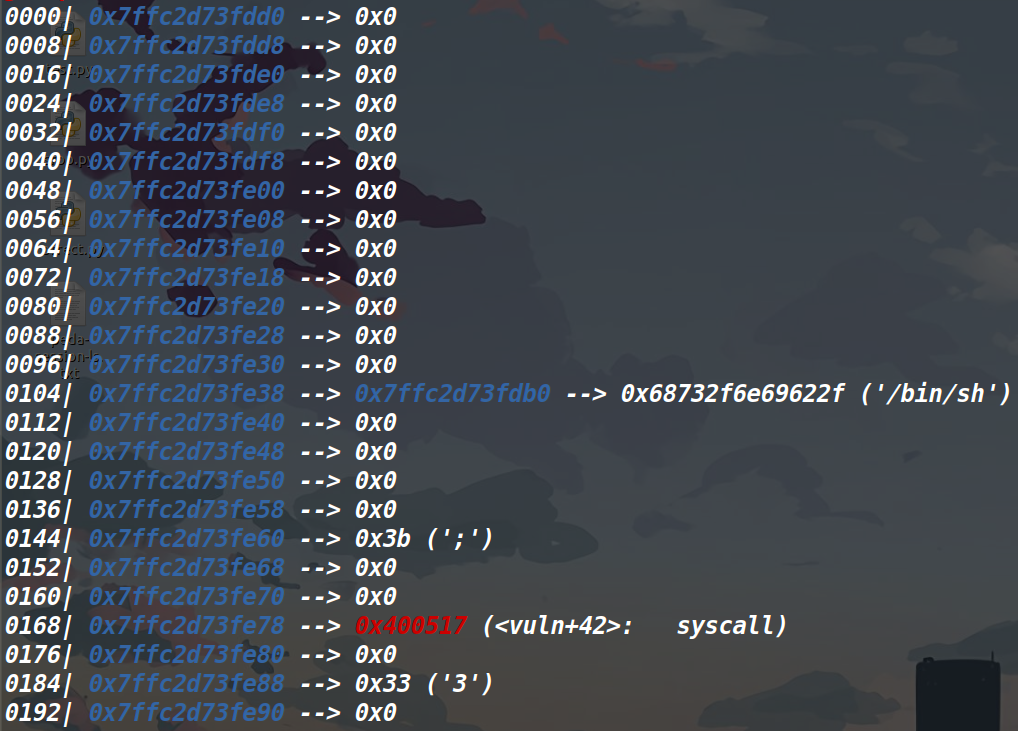 0000| 0x7ffc2d73fdd0 --> 0x0
0008| 0x7ffc2d73fdd8 --> 0x0
0016| 0x7ffc2d73fde0 --> 0x0
0024| 0x7ffc2d73fde8 --> 0x0
0032| 0x7ffc2d73fdf0 --> 0x0
0040| 0x7ffc2d73fdf8 --> 0x0
0048| 0x7ffc2d73fe00 --> 0x0
0056| 0x7ffc2d73fe08 --> 0x0
0064| 0x7ffc2d73fe10 --> 0x0
0072| 0x7ffc2d73fe18 --> 0x0
0080| 0x7ffc2d73fe20 --> 0x0
0088| 0x7ffc2d73fe28 --> 0x0
0096| 0x7ffc2d73fe30 --> 0x0
0104| 0x7ffc2d73fe38 --> 0x7ffc2d73fdb0 --> 0x68732f6e69622f ('/bin/sh')
0112| 0x7ffc2d73fe40 --> 0x0
0120| 0x7ffc2d73fe48 --> 0x0
0128| 0x7ffc2d73fe50 --> 0x0
0136| 0x7ffc2d73fe58 --> 0x0
0144| 0x7ffc2d73fe60 --> 0x3b (';')
0152| 0x7ffc2d73fe68 --> 0x0
0160| 0x7ffc2d73fe70 --> 0x0
0168| 0x7ffc2d73fe78 --> 0x400517 (<vuln+42>:   syscall)
0176| 0x7ffc2d73fe80 --> 0x0
0184| 0x7ffc2d73fe88 --> 0x33 ('3')
0192| 0x7ffc2d73fe90 --> 0x0